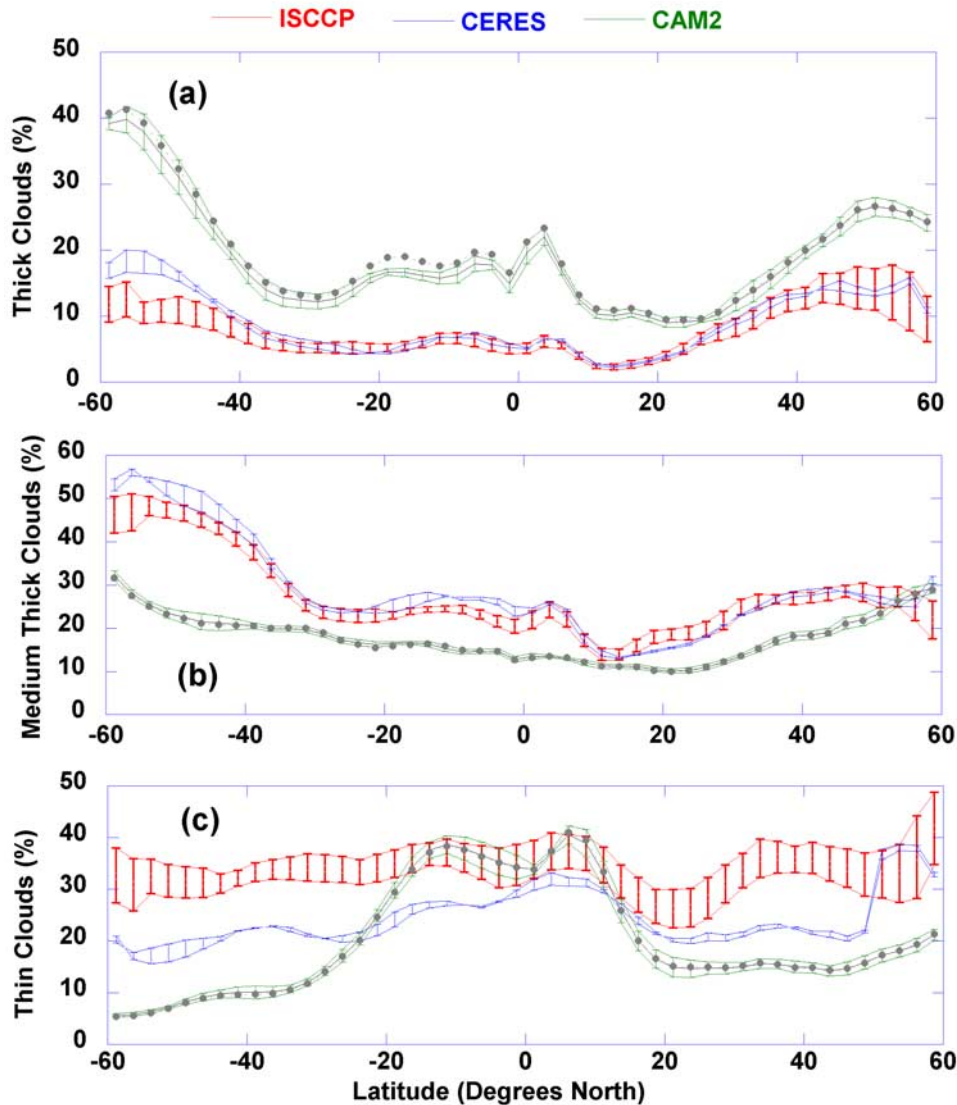 ISCCP CERES CAM2
50
40
30
20
10
0
Thick Clouds (%)
(a)
-60 -40 -20 0 20 40 60
60
50
40
30
20
10
0
Medium Thick Clouds (%)
(b)
-60 -40 -20 0 20 40 60
50
40
30
20
10
0
Thin Clouds (%)
(c)
-60 -40 -20 0 20 40 60
Latitude (Degrees North)